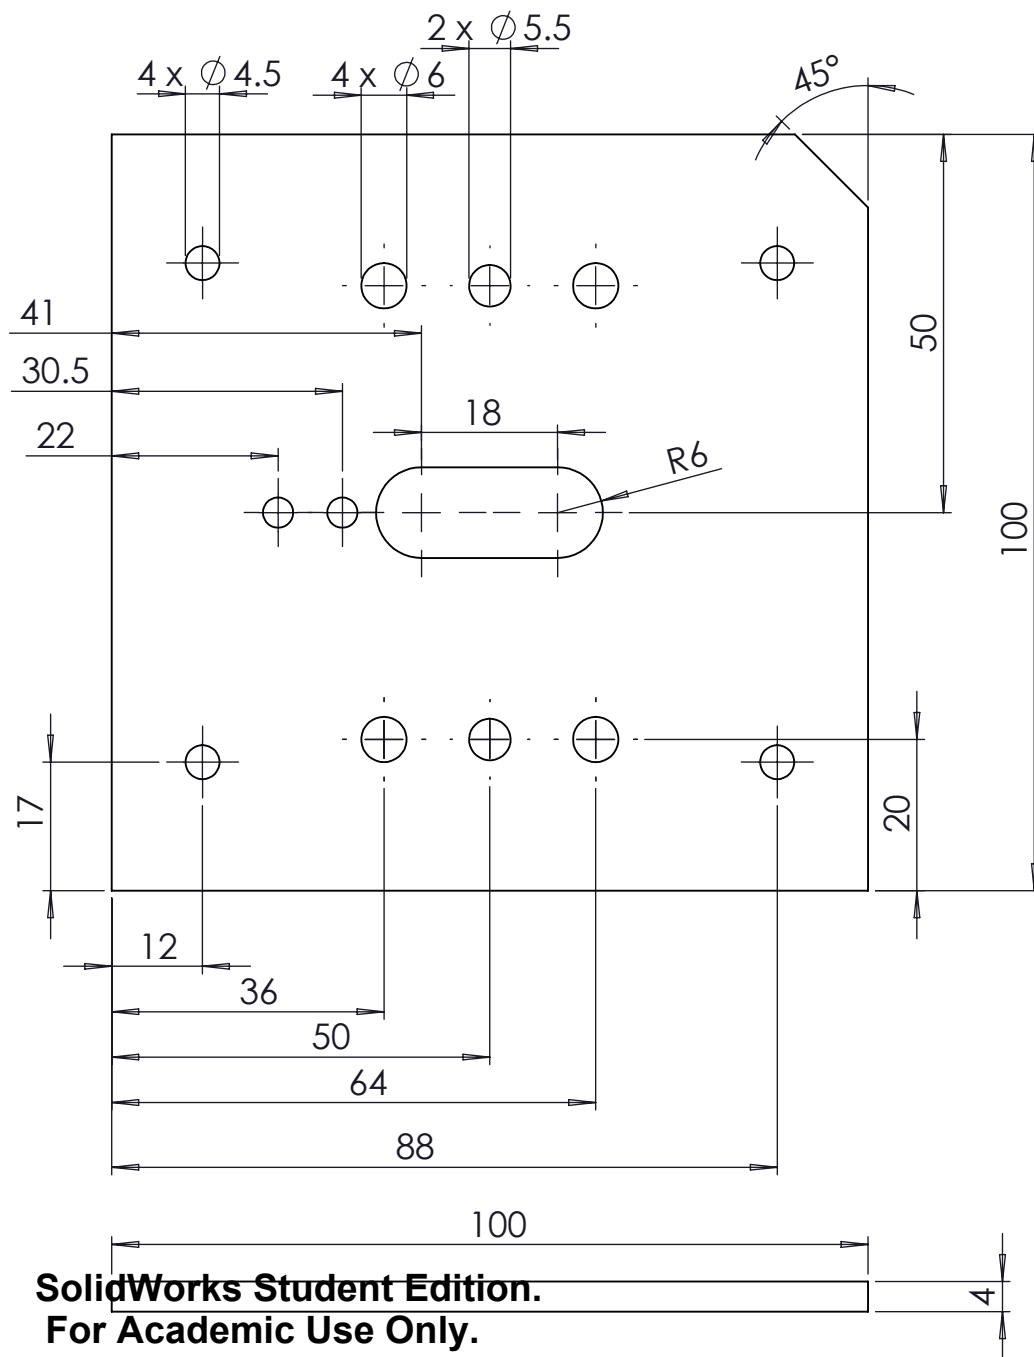 2 x ∅ 5.5
4 x ∅ 4.5
4 x ∅ 6
45°
41
50
30.5
18
22
R6
100
17
20
12
36
50
64
88
100
4
SolidWorks Student Edition.
For Academic Use Only.